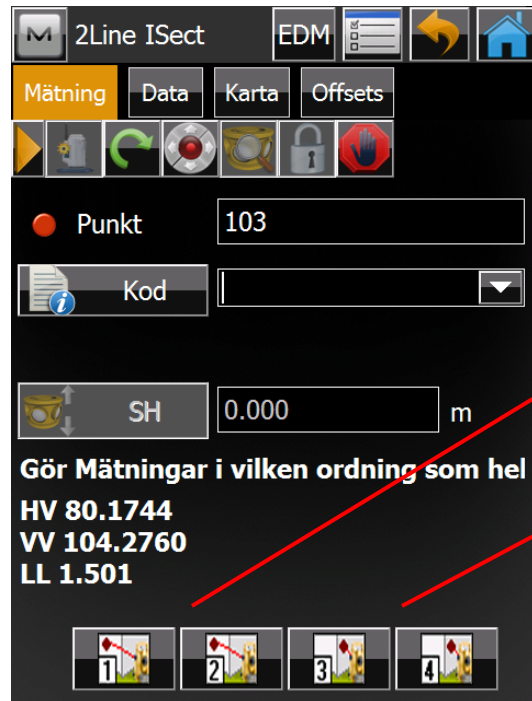 M 2Line ISect EDM
Mätning Data Karta Offsets
Punkt 103
Kod
SH 0.000 m
Gör Mätningar i vilken ordning som hel
HV 80.1744
VV 104.2760
LL 1.501
1 2 3 4